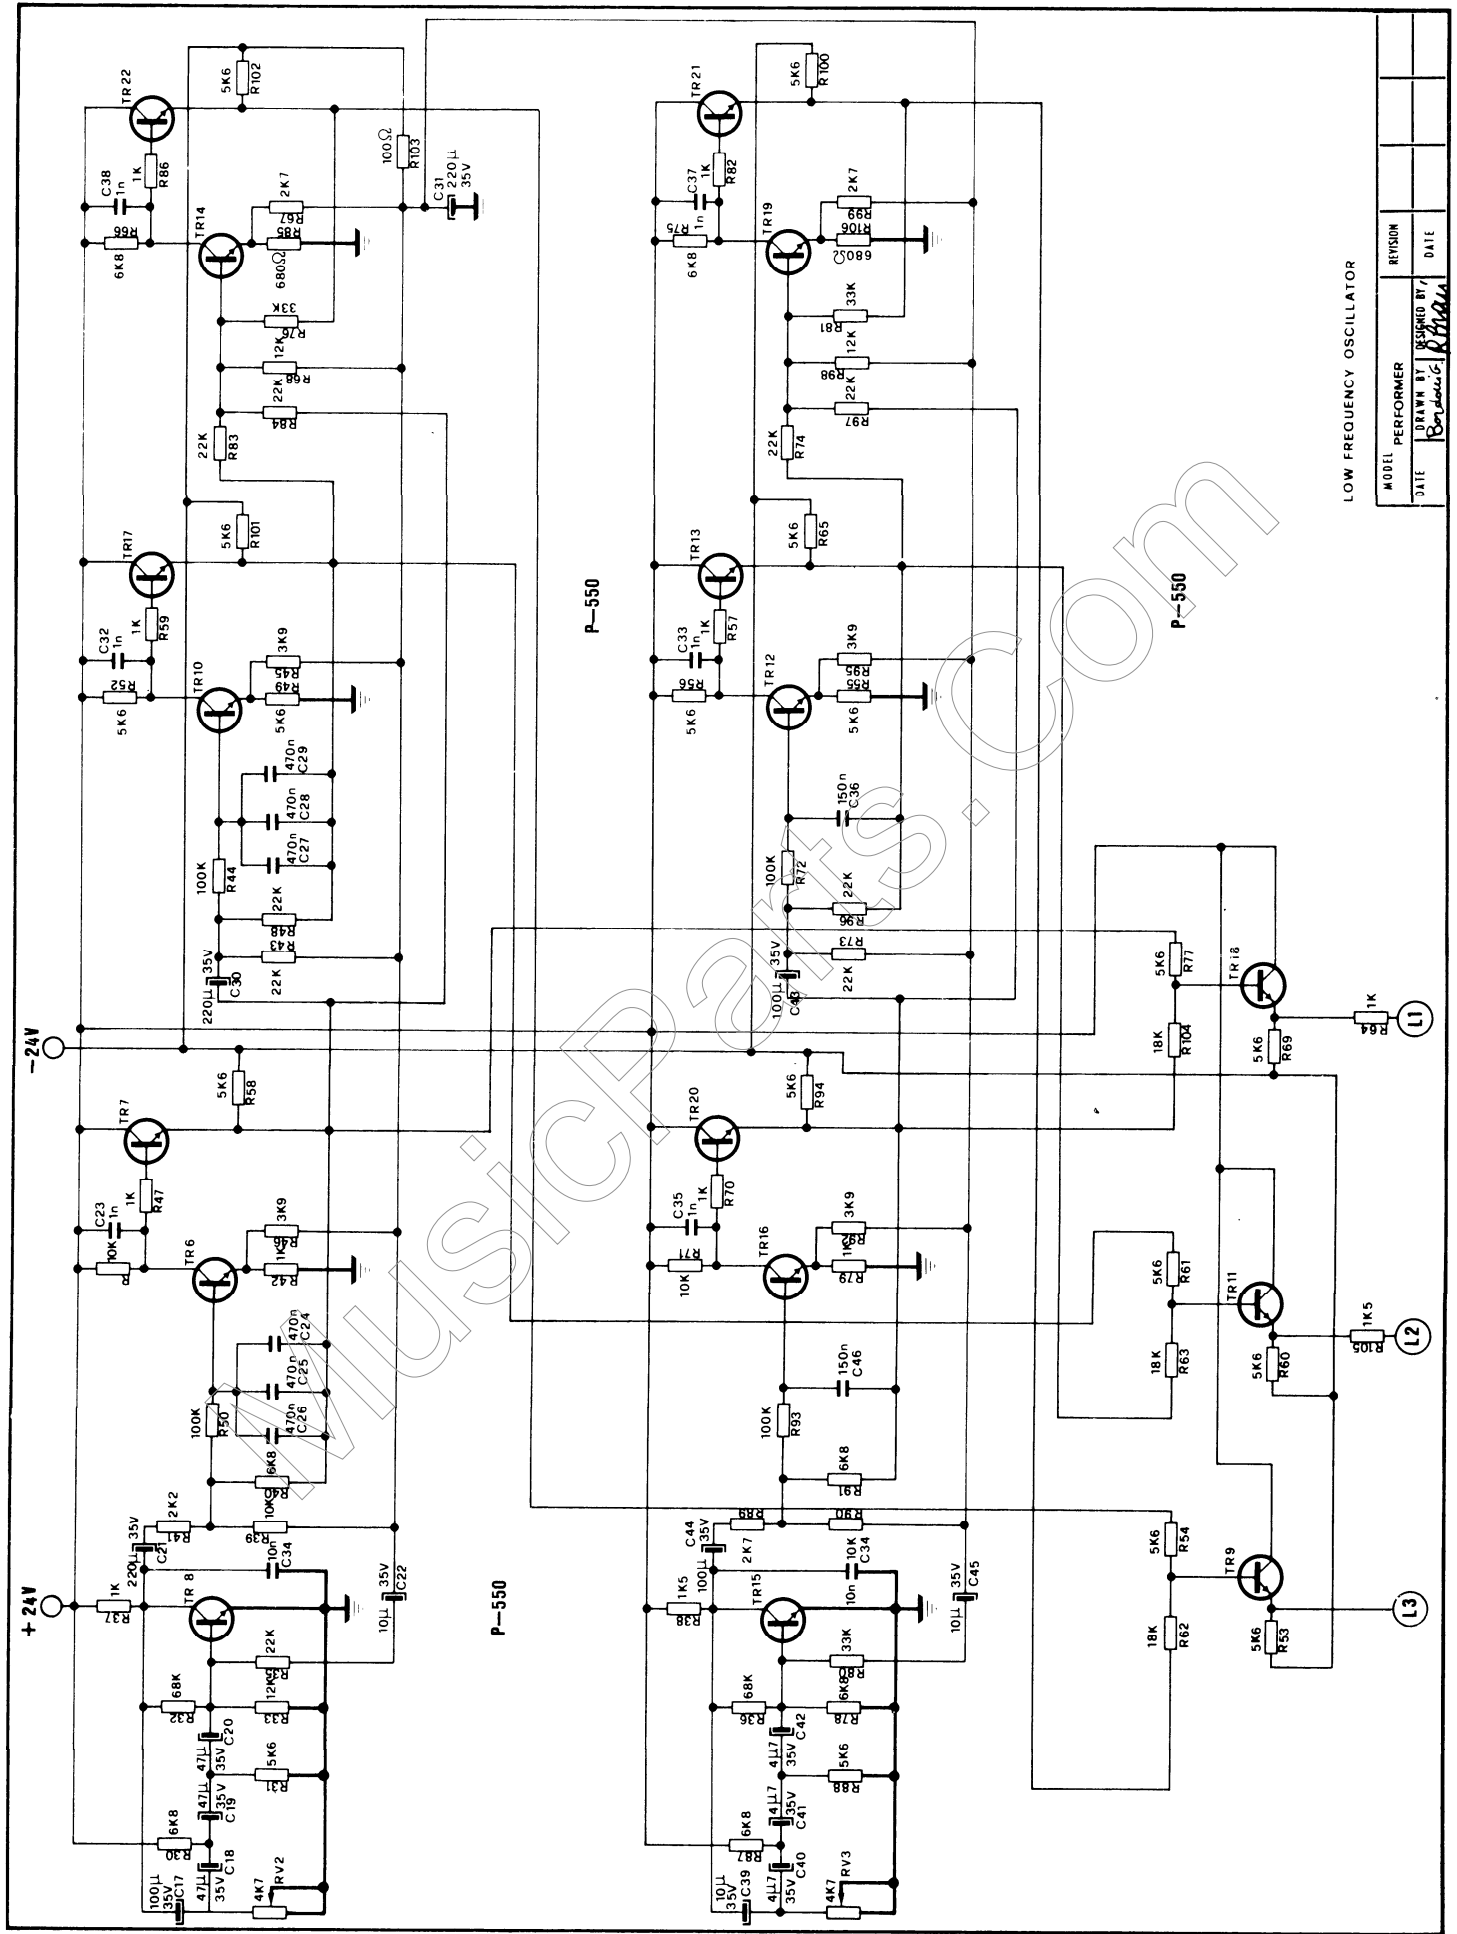 +24V
-24V
100µ
35V
C17
4K7
RV2
47µ
35V
C18
6K8
R30
47µ
35V
C19
5K6
R31
47µ
35V
C20
68K
R32
12K
R33
22K
R35
TR 8
1K
R37
220µ
35V
C21
10n
C34
2K2
R41
10K
R39
6K8
R40
10µ
35V
C22
100K
R50
470n
C26
470n
C25
470n
C24
TR6
10K
C23
1n
1K
R47
1K
R42
3K9
R46
TR7
5K6
R58
220µ
35V
C30
22K
R43
22K
R48
100K
R44
470n
C27
470n
C28
470n
C29
TR10
5K6
R52
C32
1n
1K
R59
5K6
R49
3K9
R45
TR17
5K6
R101
22K
R83
22K
R84
12K
R68
33K
R76
TR14
6K8
R66
C38
1n
1K
R86
680Ω
R85
2K7
R67
TR22
5K6
R102
100Ω
R103
C31
220µ
35V
P—550
P—550
10µ
35V
C39
4K7
RV3
4µ7
35V
C40
6K8
R87
4µ7
35V
C41
5K6
R88
4µ7
35V
C42
68K
R36
6K8
R78
33K
R80
TR15
1K5
R38
100µ
35V
C44
10K
10n
C34
2K7
R89
R90
6K8
R91
10µ
35V
C45
100K
R93
150n
C46
TR16
10K
R71
C35
1n
1K
R70
1K
R79
3K9
R92
TR20
5K6
R94
100µ
35V
C43
22K
R73
22K
R96
100K
R72
150n
C36
TR12
5K6
R56
C33
1n
1K
R57
5K6
R55
3K9
R95
TR13
5K6
R65
22K
R74
22K
R97
12K
R98
33K
R81
TR19
6K8
R75
C37
1n
1K
R82
680Ω
R106
2K7
R99
TR21
5K6
R100
P—550
18K
R62
5K6
R54
TR9
5K6
R53
L3
18K
R63
5K6
R61
TR11
5K6
R60
1K5
R105
L2
18K
R104
5K6
R77
TR18
5K6
R69
1K
R64
L1
LOW FREQUENCY OSCILLATOR
MODEL PERFORMER
REVISION
DATE
DRAWN BY
DESIGNED BY
DATE
MusicParts.Com